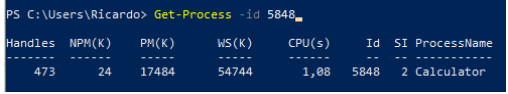 PS C:\Users\Ricardo> Get-Process -id 5848_
Handles NPM(K) PM(K) WS(K) CPU(s) Id SI ProcessName
------- ------ ----- ----- ------ -- -- -----------
473 24 17484 54744 1,08 5848 2 Calculator